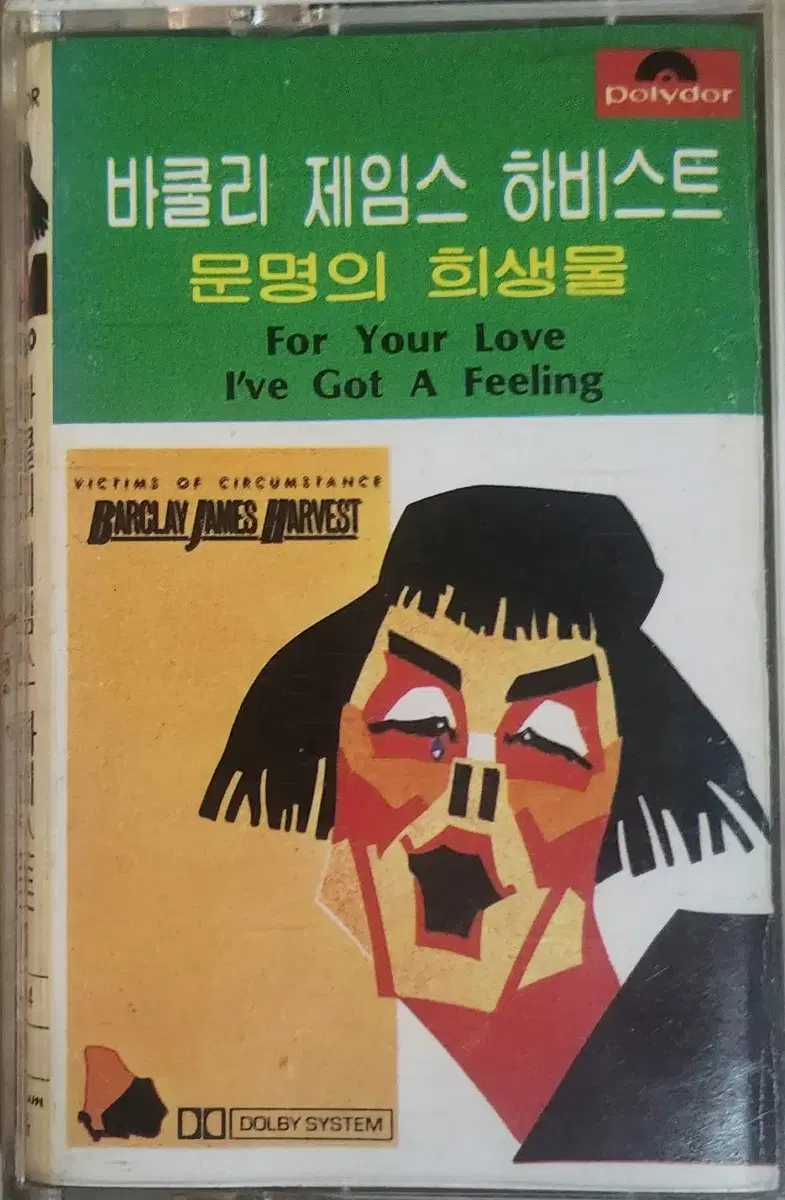 polydor
바클리 제임스 하비스트
문명의 희생물
For Your Love
I've Got A Feeling
VICTIMS OF CIRCUMSTANCE
BARCLAY JAMES HARVEST
DOLBY SYSTEM